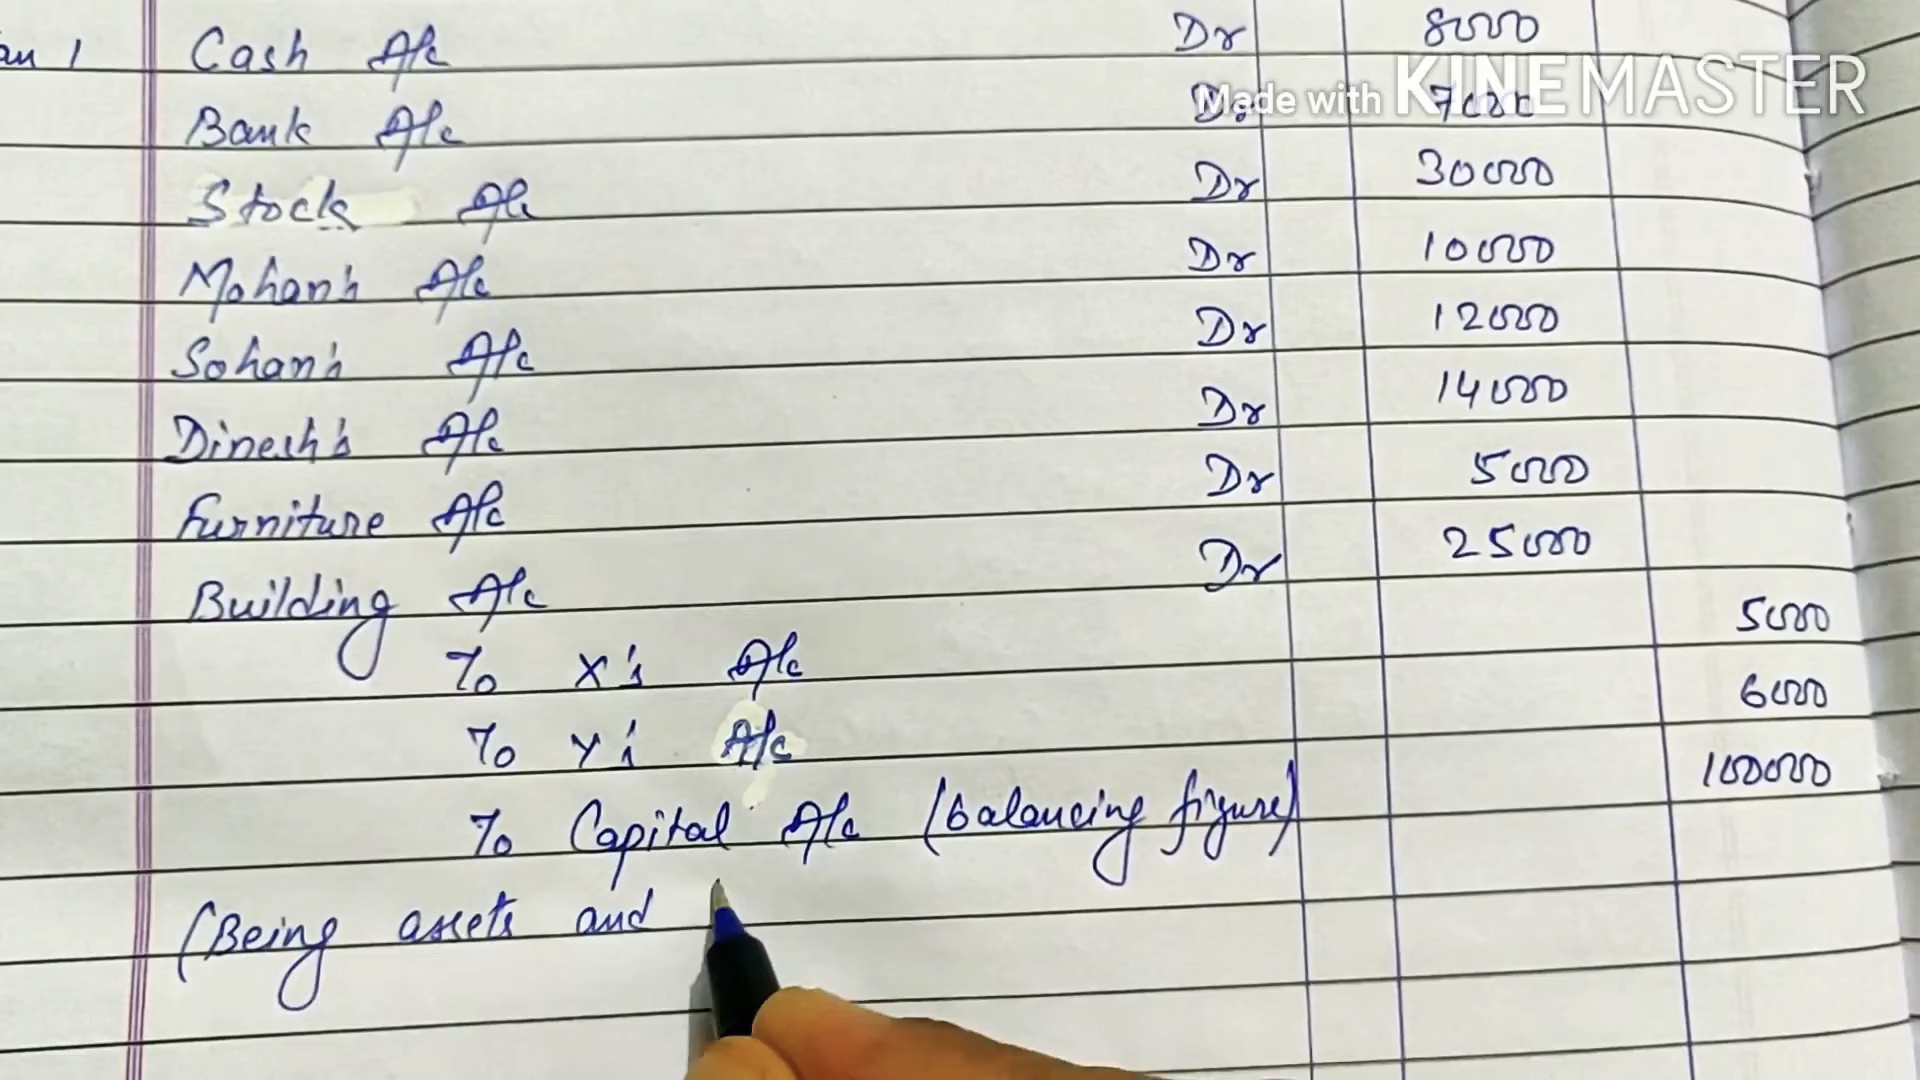 an 1 Cash A/c Dr 8000
Made with KINEMASTER
Bank A/c Dr 7000
Stock A/c Dr 30000
Mohan's A/c Dr 10000
Sohan's A/c Dr 12000
Dinesh's A/c Dr 14000
Furniture A/c Dr 5000
Building A/c Dr 25000
To X's A/c 5000
To Y's A/c 6000
To Capital A/c (balancing figure) 100000
(Being assets and